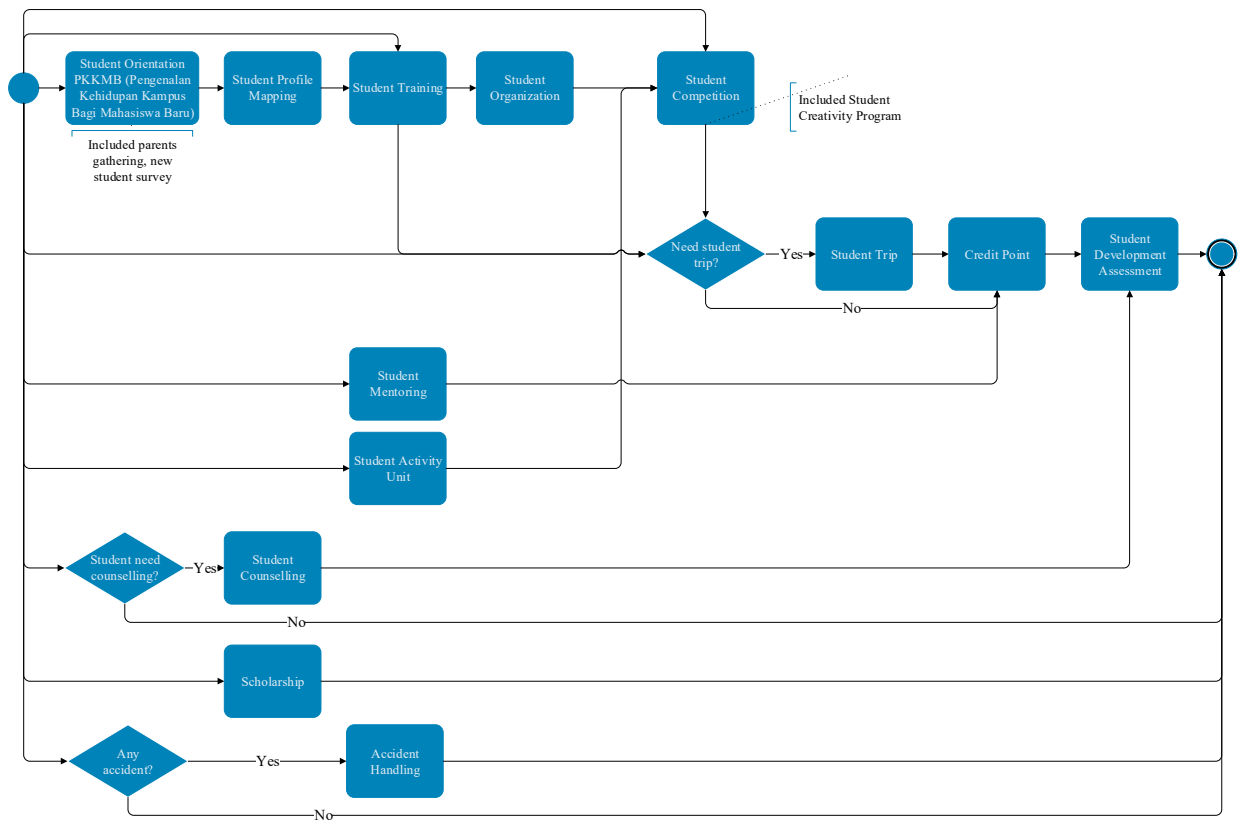 Student Orientation
PKKMB (Pengenalan
Kehidupan Kampus
Bagi Mahasiswa Baru)
Student Profile
Mapping
Student Training
Student
Organization
Student
Competition
Included Student
Creativity Program
Included parents
gathering, new
student survey
Need student
trip?
Yes
Student Trip
Credit Point
Student
Development
Assessment
No
Student
Mentoring
Student Activity
Unit
Student need
counselling?
Yes
Student
Counselling
No
Scholarship
Any
accident?
Yes
Accident
Handling
No